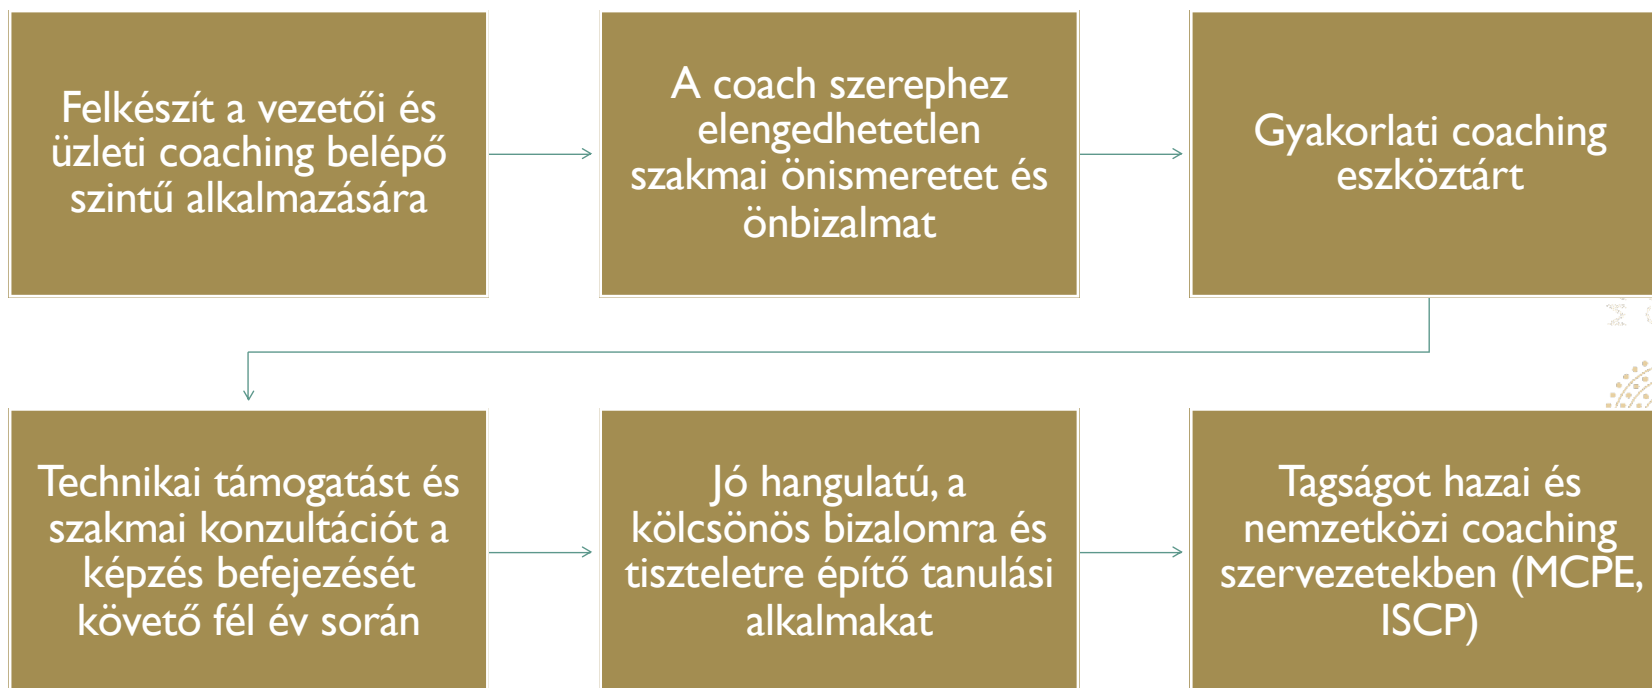 Felkészít a vezetői és
üzleti coaching belépő
szintű alkalmazására
A coach szerephez
elengedhetetlen
szakmai önismeretet és
önbizalmat
Gyakorlati coaching
eszköztárt
Technikai támogatást és
szakmai konzultációt a
képzés befejezését
követő fél év során
Jó hangulatú, a
kölcsönös bizalomra és
tiszteletre építő tanulási
alkalmakat
Tagságot hazai és
nemzetközi coaching
szervezetekben (MCPE,
ISCP)